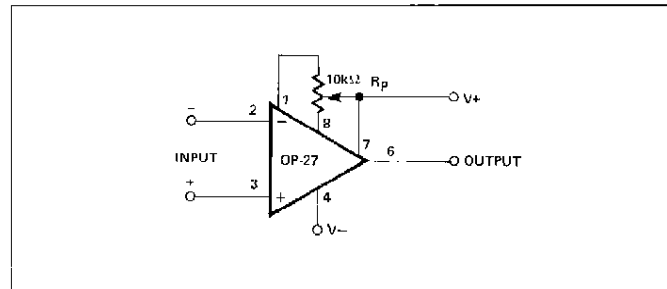 10kΩ Rp
1
V+
8
− 2 −
7 6
INPUT OP-27 OUTPUT
+ 3 +
4
V−